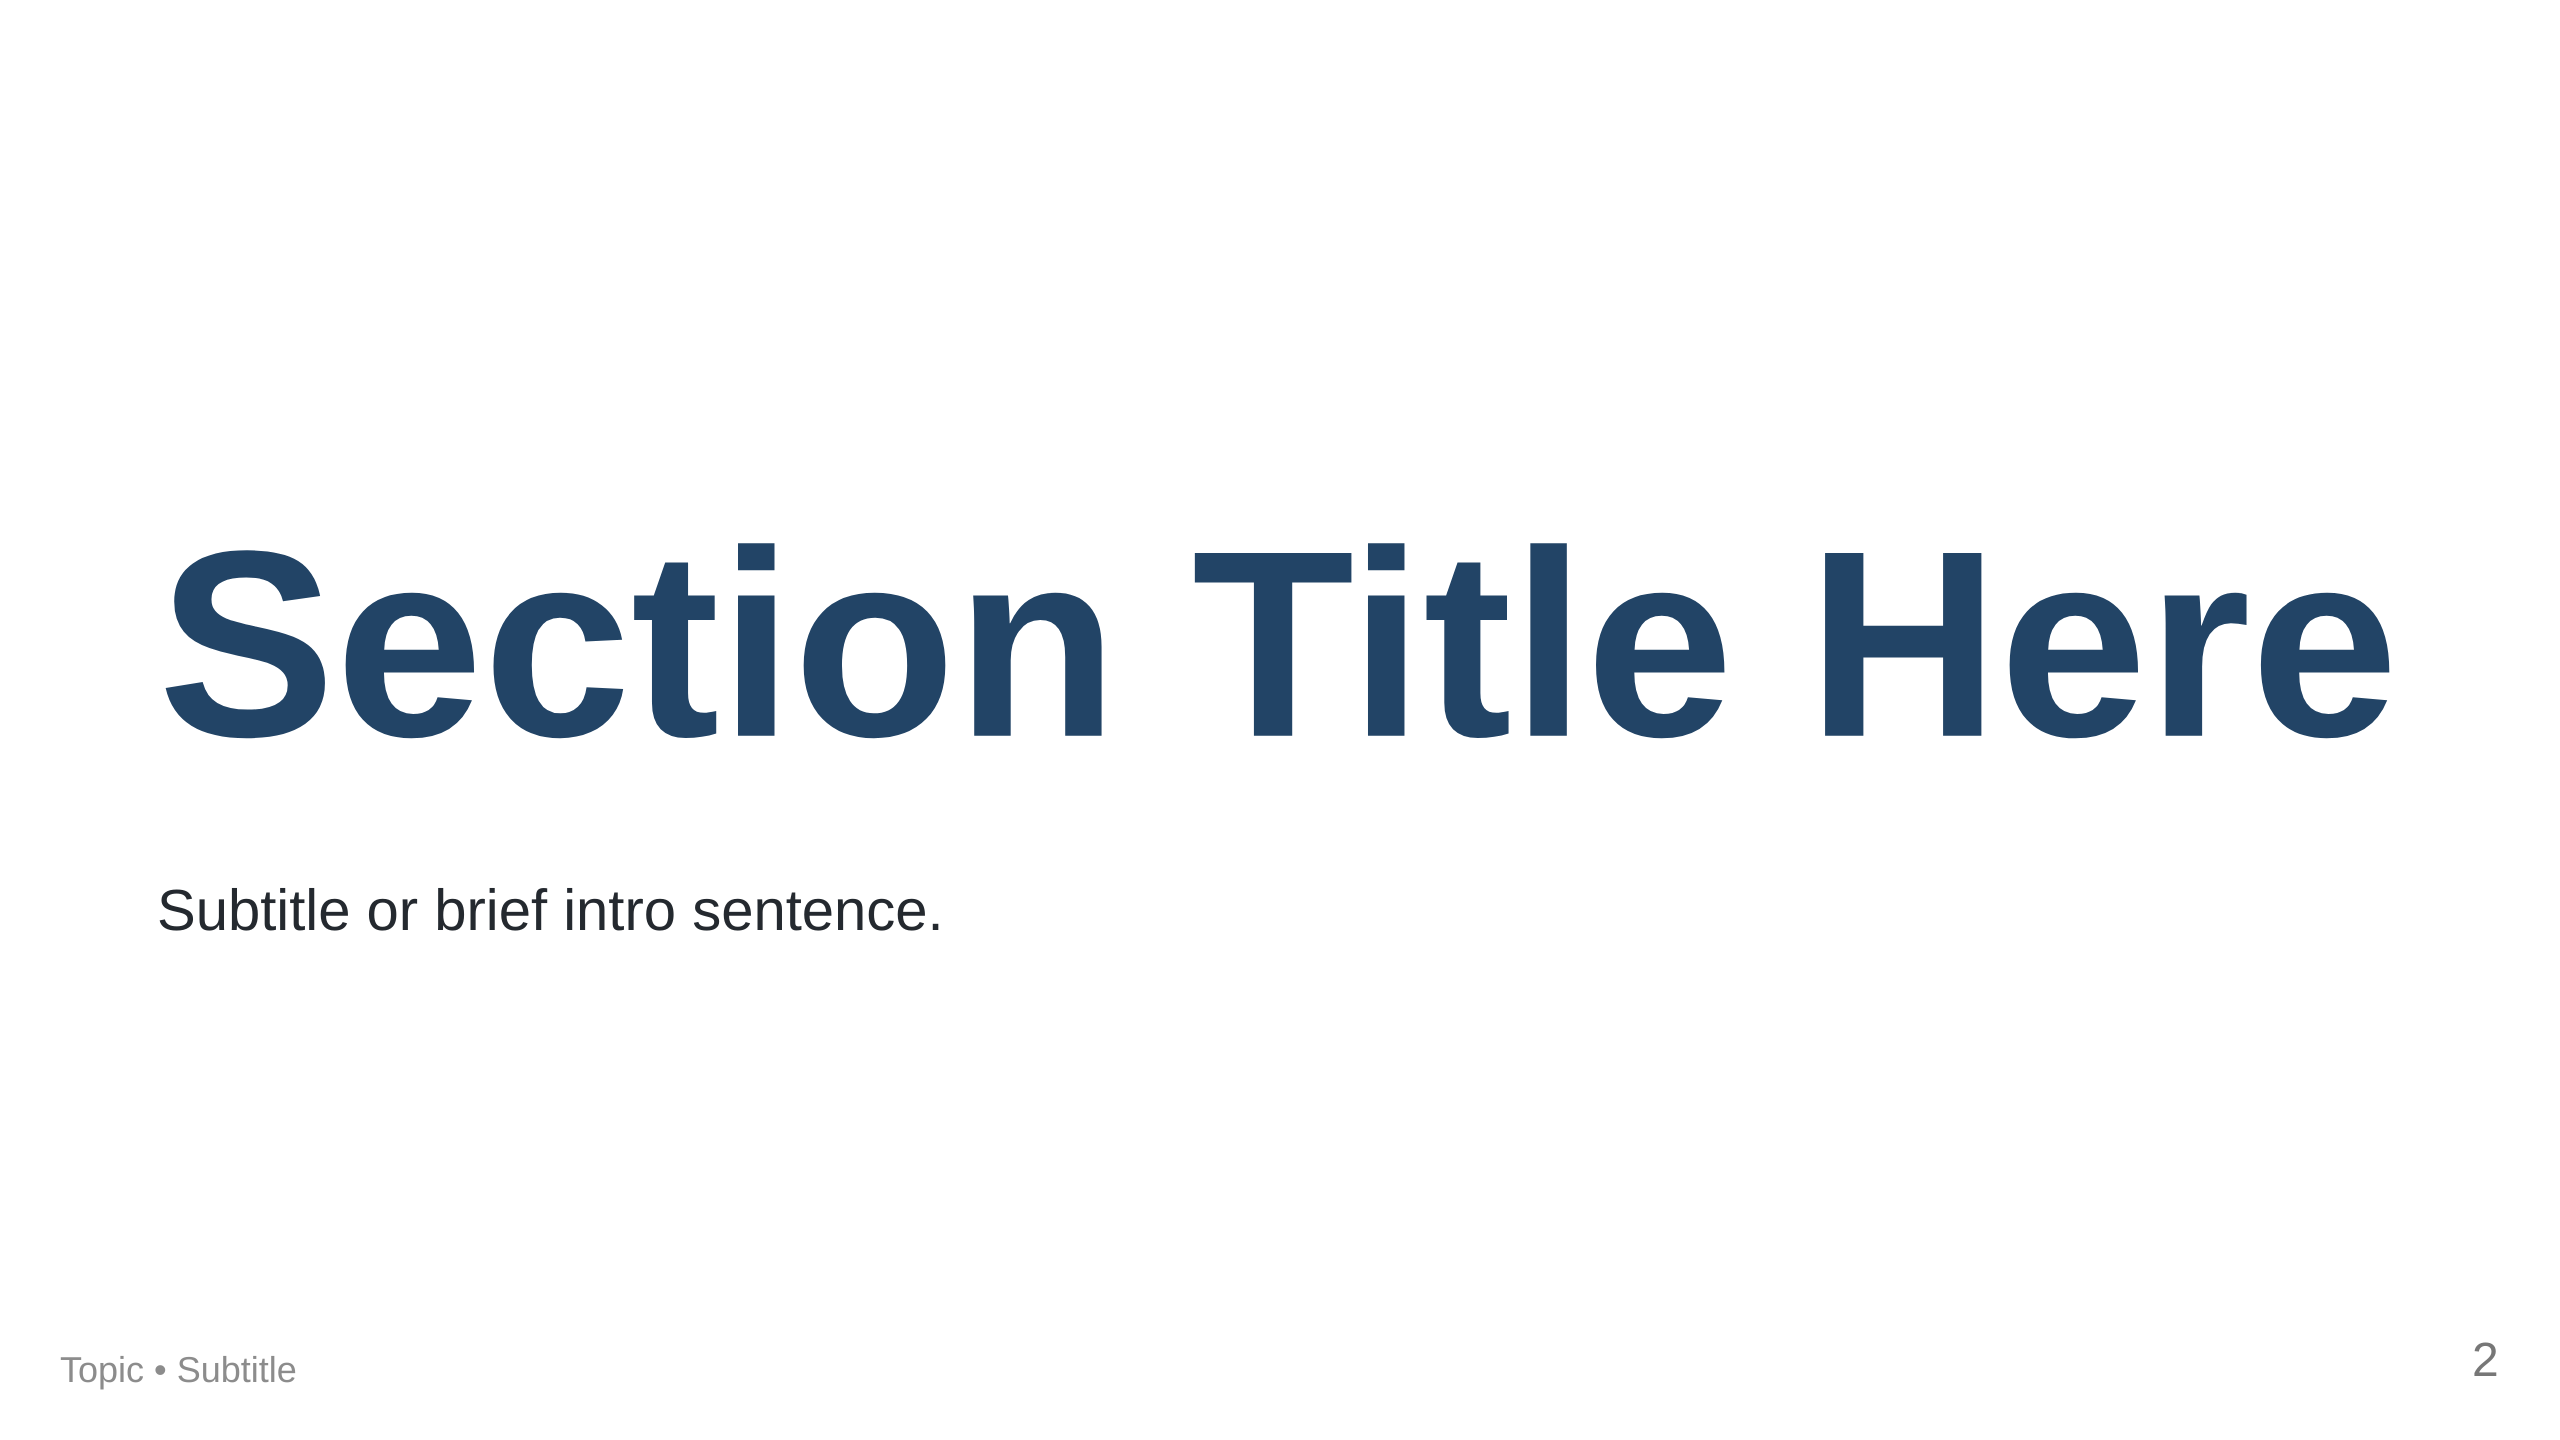 Section Title Here
Subtitle or brief intro sentence.
Topic • Subtitle
2